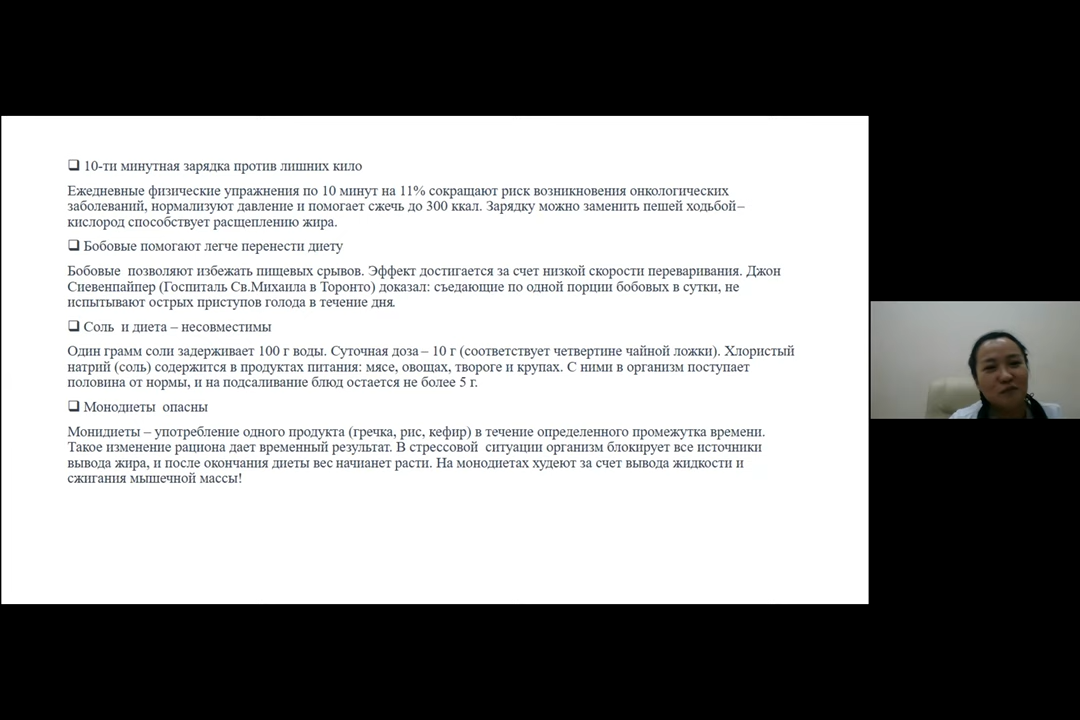 ❑ 10-ти минутная зарядка против лишних кило
Ежедневные физические упражнения по 10 минут на 11% сокращают риск возникновения онкологических
заболеваний, нормализуют давление и помогает сжечь до 300 ккал. Зарядку можно заменить пешей ходьбой–
кислород способствует расщеплению жира.
❑ Бобовые помогают легче перенести диету
Бобовые позволяют избежать пищевых срывов. Эффект достигается за счет низкой скорости переваривания. Джон
Сиевенпайпер (Госпиталь Св.Михаила в Торонто) доказал: съедающие по одной порции бобовых в сутки, не
испытывают острых приступов голода в течение дня.
❑ Соль и диета – несовместимы
Один грамм соли задерживает 100 г воды. Суточная доза – 10 г (соответствует четвертине чайной ложки). Хлористый
натрий (соль) содержится в продуктах питания: мясе, овощах, твороге и крупах. С ними в организм поступает
половина от нормы, и на подсаливание блюд остается не более 5 г.
❑ Монодиеты опасны
Монидиеты – употребление одного продукта (гречка, рис, кефир) в течение определенного промежутка времени.
Такое изменение рациона дает временный результат. В стрессовой ситуации организм блокирует все источники
вывода жира, и после окончания диеты вес начианет расти. На монодиетах худеют за счет вывода жидкости и
сжигания мышечной массы!